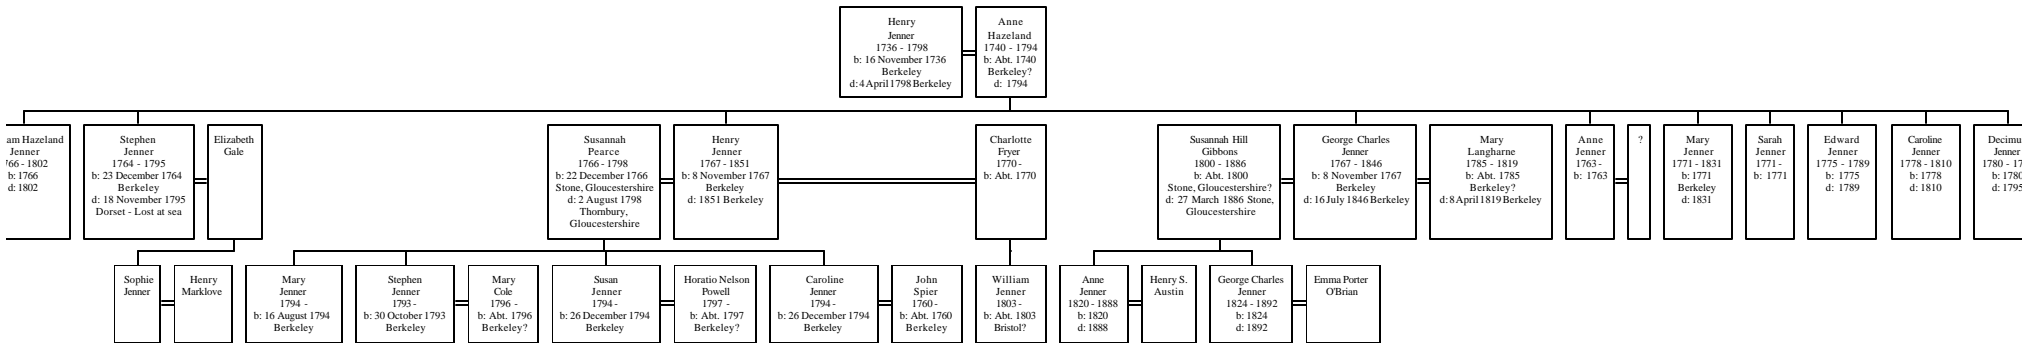 Henry
Jenner
1736 - 1798
b: 16 November 1736
Berkeley
d: 4 April 1798 Berkeley
Anne
Hazeland
1740 - 1794
b: Abt. 1740
Berkeley?
d: 1794
am Hazeland
Jenner
766 - 1802
b: 1766
d: 1802
Stephen
Jenner
1764 - 1795
b: 23 December 1764
Berkeley
d: 18 November 1795
Dorset - Lost at sea
Elizabeth
Gale
Susannah
Pearce
1766 - 1798
b: 22 December 1766
Stone, Gloucestershire
d: 2 August 1798
Thornbury,
Gloucestershire
Henry
Jenner
1767 - 1851
b: 8 November 1767
Berkeley
d: 1851 Berkeley
Charlotte
Fryer
1770 -
b: Abt. 1770
Susannah Hill
Gibbons
1800 - 1886
b: Abt. 1800
Stone, Gloucestershire?
d: 27 March 1886 Stone,
Gloucestershire
George Charles
Jenner
1767 - 1846
b: 8 November 1767
Berkeley
d: 16 July 1846 Berkeley
Mary
Langharne
1785 - 1819
b: Abt. 1785
Berkeley?
d: 8 April 1819 Berkeley
Anne
Jenner
1763 -
b: 1763
?
Mary
Jenner
1771 - 1831
b: 1771
Berkeley
d: 1831
Sarah
Jenner
1771 -
b: 1771
Edward
Jenner
1775 - 1789
b: 1775
d: 1789
Caroline
Jenner
1778 - 1810
b: 1778
d: 1810
Decimu
Jenner
1780 - 17
b: 1780
d: 1795
Sophie
Jenner
Henry
Marklove
Mary
Jenner
1794 -
b: 16 August 1794
Berkeley
Stephen
Jenner
1793 -
b: 30 October 1793
Berkeley
Mary
Cole
1796 -
b: Abt. 1796
Berkeley?
Susan
Jenner
1794 -
b: 26 December 1794
Berkeley
Horatio Nelson
Powell
1797 -
b: Abt. 1797
Berkeley?
Caroline
Jenner
1794 -
b: 26 December 1794
Berkeley
John
Spier
1760 -
b: Abt. 1760
Berkeley
William
Jenner
1803 -
b: Abt. 1803
Bristol?
Anne
Jenner
1820 - 1888
b: 1820
d: 1888
Henry S.
Austin
George Charles
Jenner
1824 - 1892
b: 1824
d: 1892
Emma Porter
O'Brian